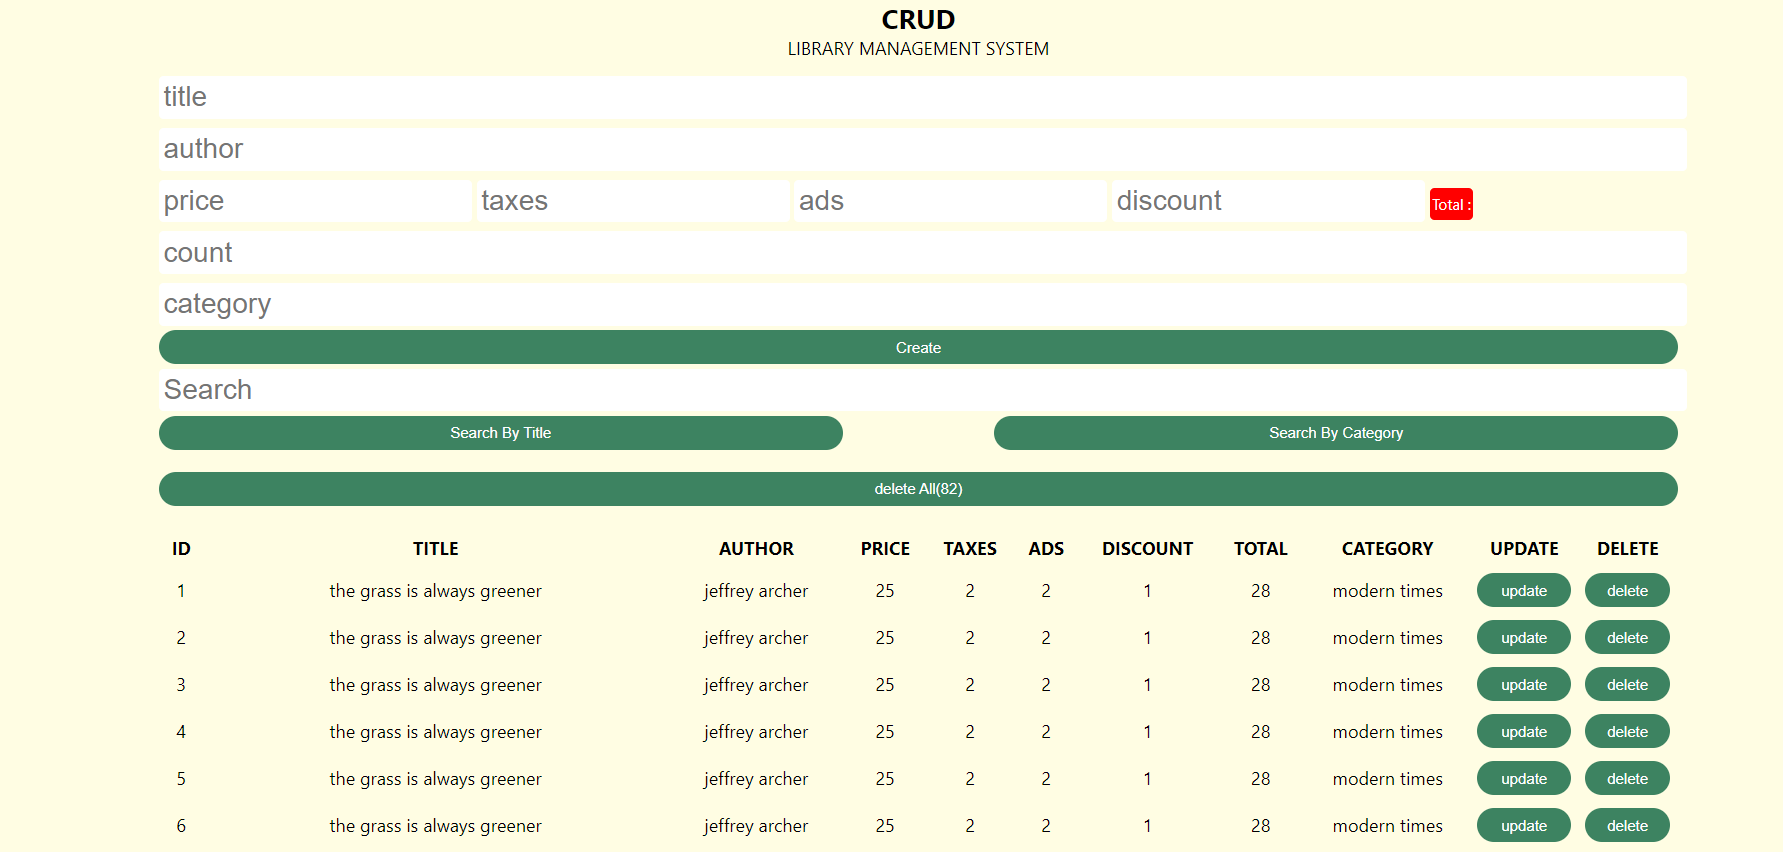 CRUD
LIBRARY MANAGEMENT SYSTEM
title
author
price taxes ads discount Total :
count
category
Create
Search
Search By Title Search By Category
delete All(82)
ID TITLE AUTHOR PRICE TAXES ADS DISCOUNT TOTAL CATEGORY UPDATE DELETE
1 the grass is always greener jeffrey archer 25 2 2 1 28 modern times update delete
2 the grass is always greener jeffrey archer 25 2 2 1 28 modern times update delete
3 the grass is always greener jeffrey archer 25 2 2 1 28 modern times update delete
4 the grass is always greener jeffrey archer 25 2 2 1 28 modern times update delete
5 the grass is always greener jeffrey archer 25 2 2 1 28 modern times update delete
6 the grass is always greener jeffrey archer 25 2 2 1 28 modern times update delete